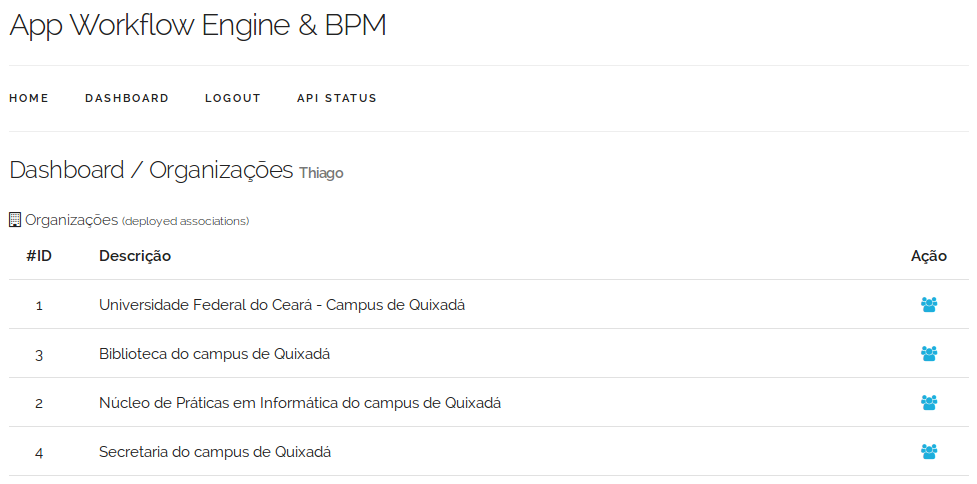 App Workflow Engine & BPM
HOME DASHBOARD LOGOUT API STATUS
Dashboard / Organizações Thiago
Organizações (deployed associations)
#ID Descrição Ação
1 Universidade Federal do Ceará - Campus de Quixadá
3 Biblioteca do campus de Quixadá
2 Núcleo de Práticas em Informática do campus de Quixadá
4 Secretaria do campus de Quixadá